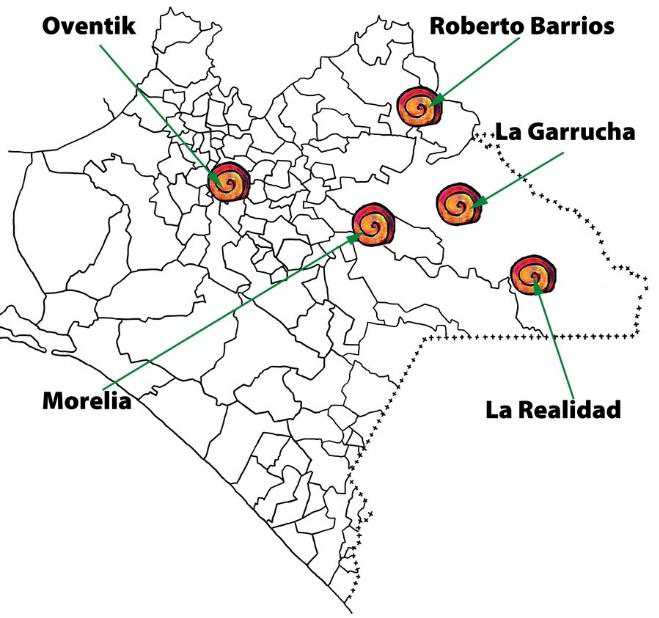 Oventik
Roberto Barrios
La Garrucha
Morelia
La Realidad